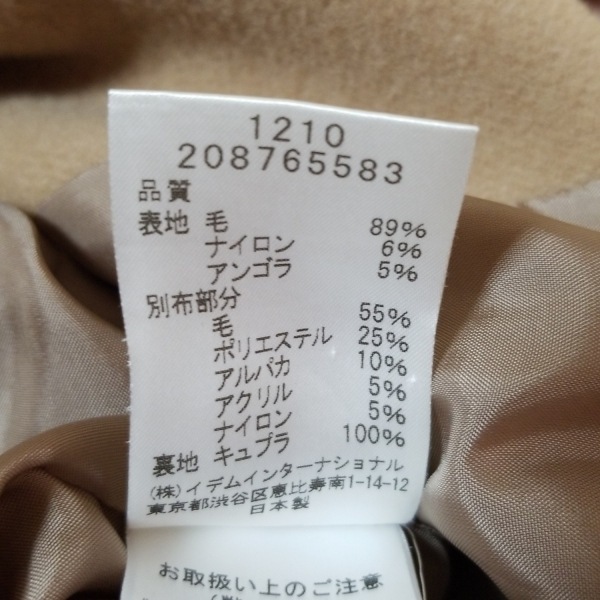 1210
208765583
品質
表地 毛 89%
ナイロン 6%
アンゴラ 5%
別布部分
毛 55%
ポリエステル 25%
アルパカ 10%
アクリル 5%
ナイロン 5%
裏地 キュプラ 100%
(株)イデムインターナショナル
東京都渋谷区恵比寿南1-14-12
日本製
お取扱い上のご注意